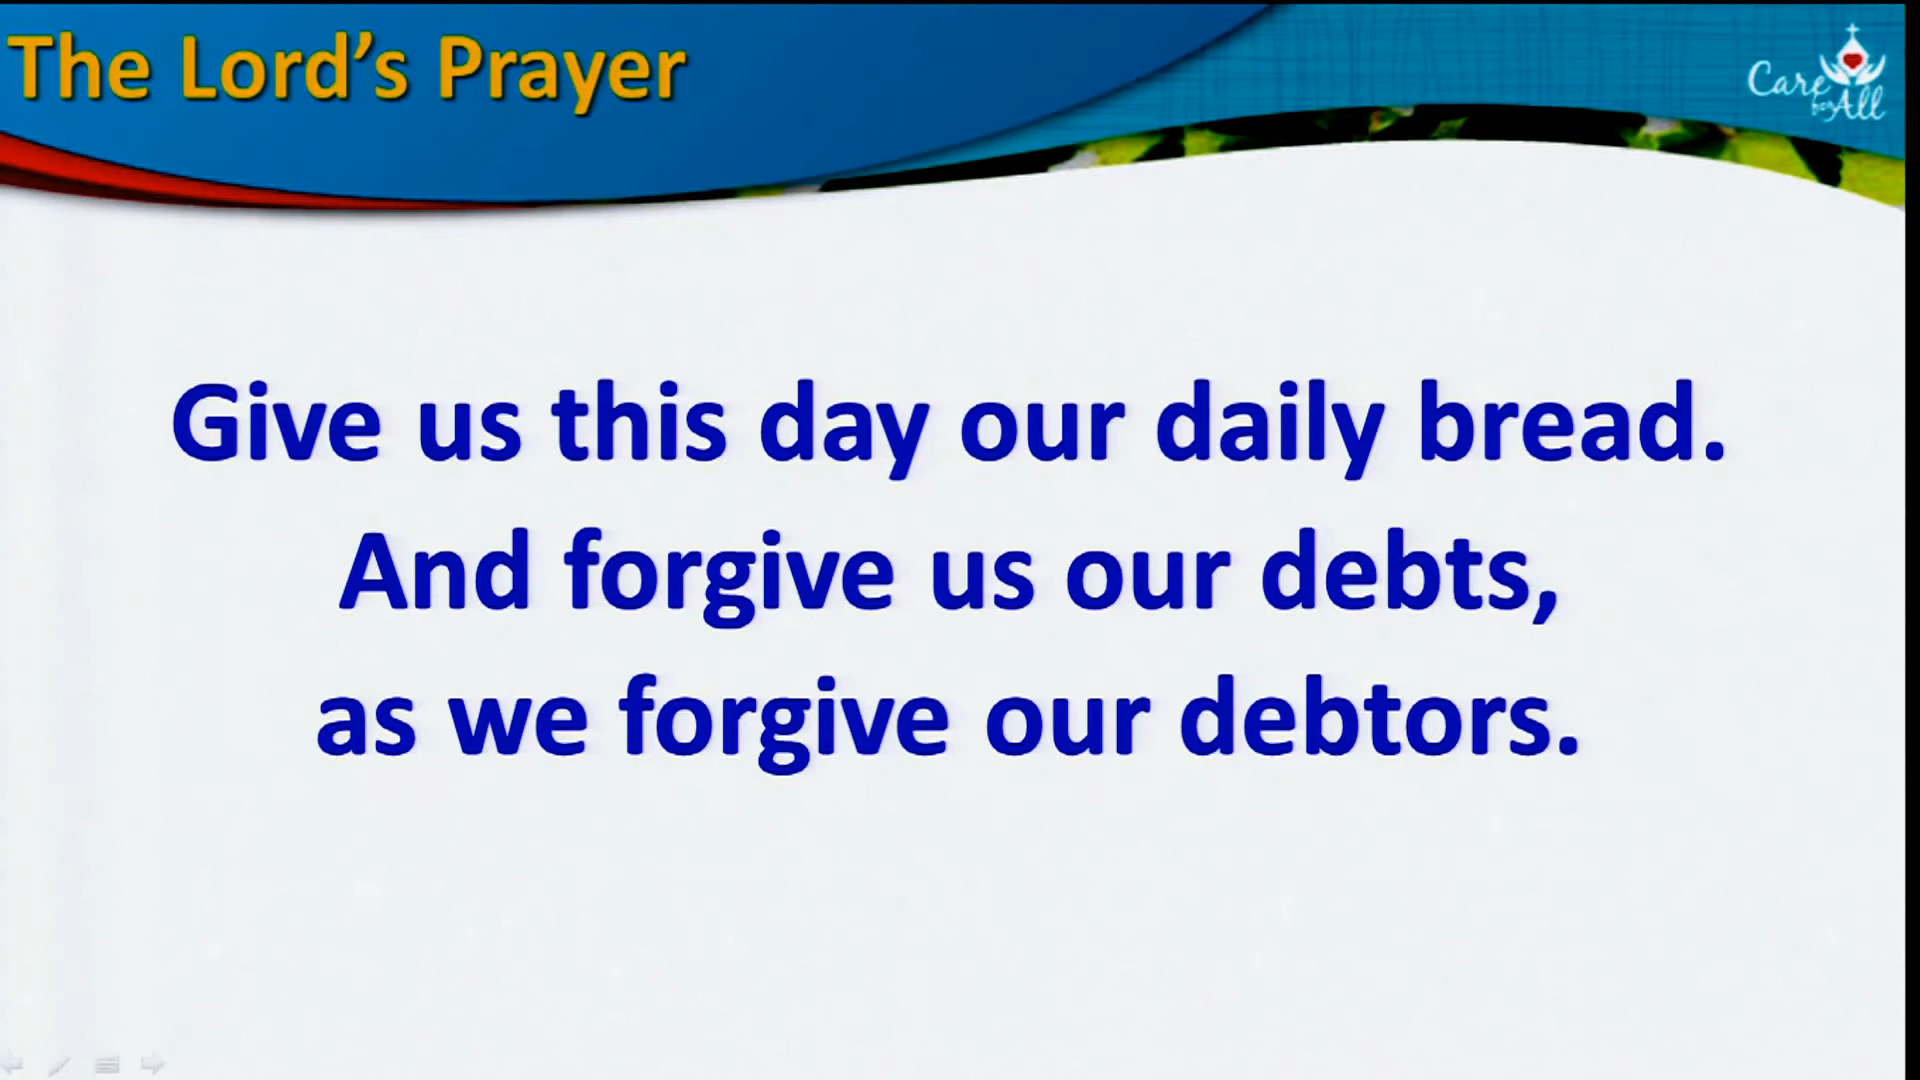 The Lord's Prayer
Care
for All
Give us this day our daily bread.
And forgive us our debts,
as we forgive our debtors.